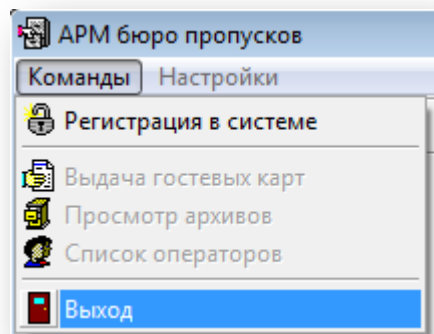 АРМ бюро пропусков
Команды Настройки
Регистрация в системе
Выдача гостевых карт
Просмотр архивов
Список операторов
Выход